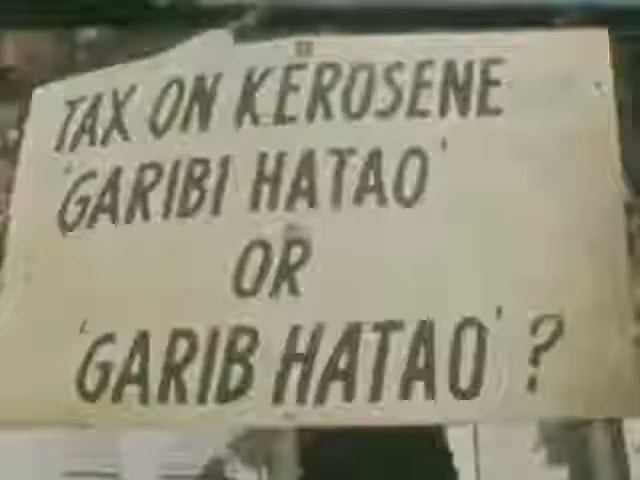 TAX ON KEROSENE
'GARIBI HATAO'
OR
'GARIB HATAO' ?